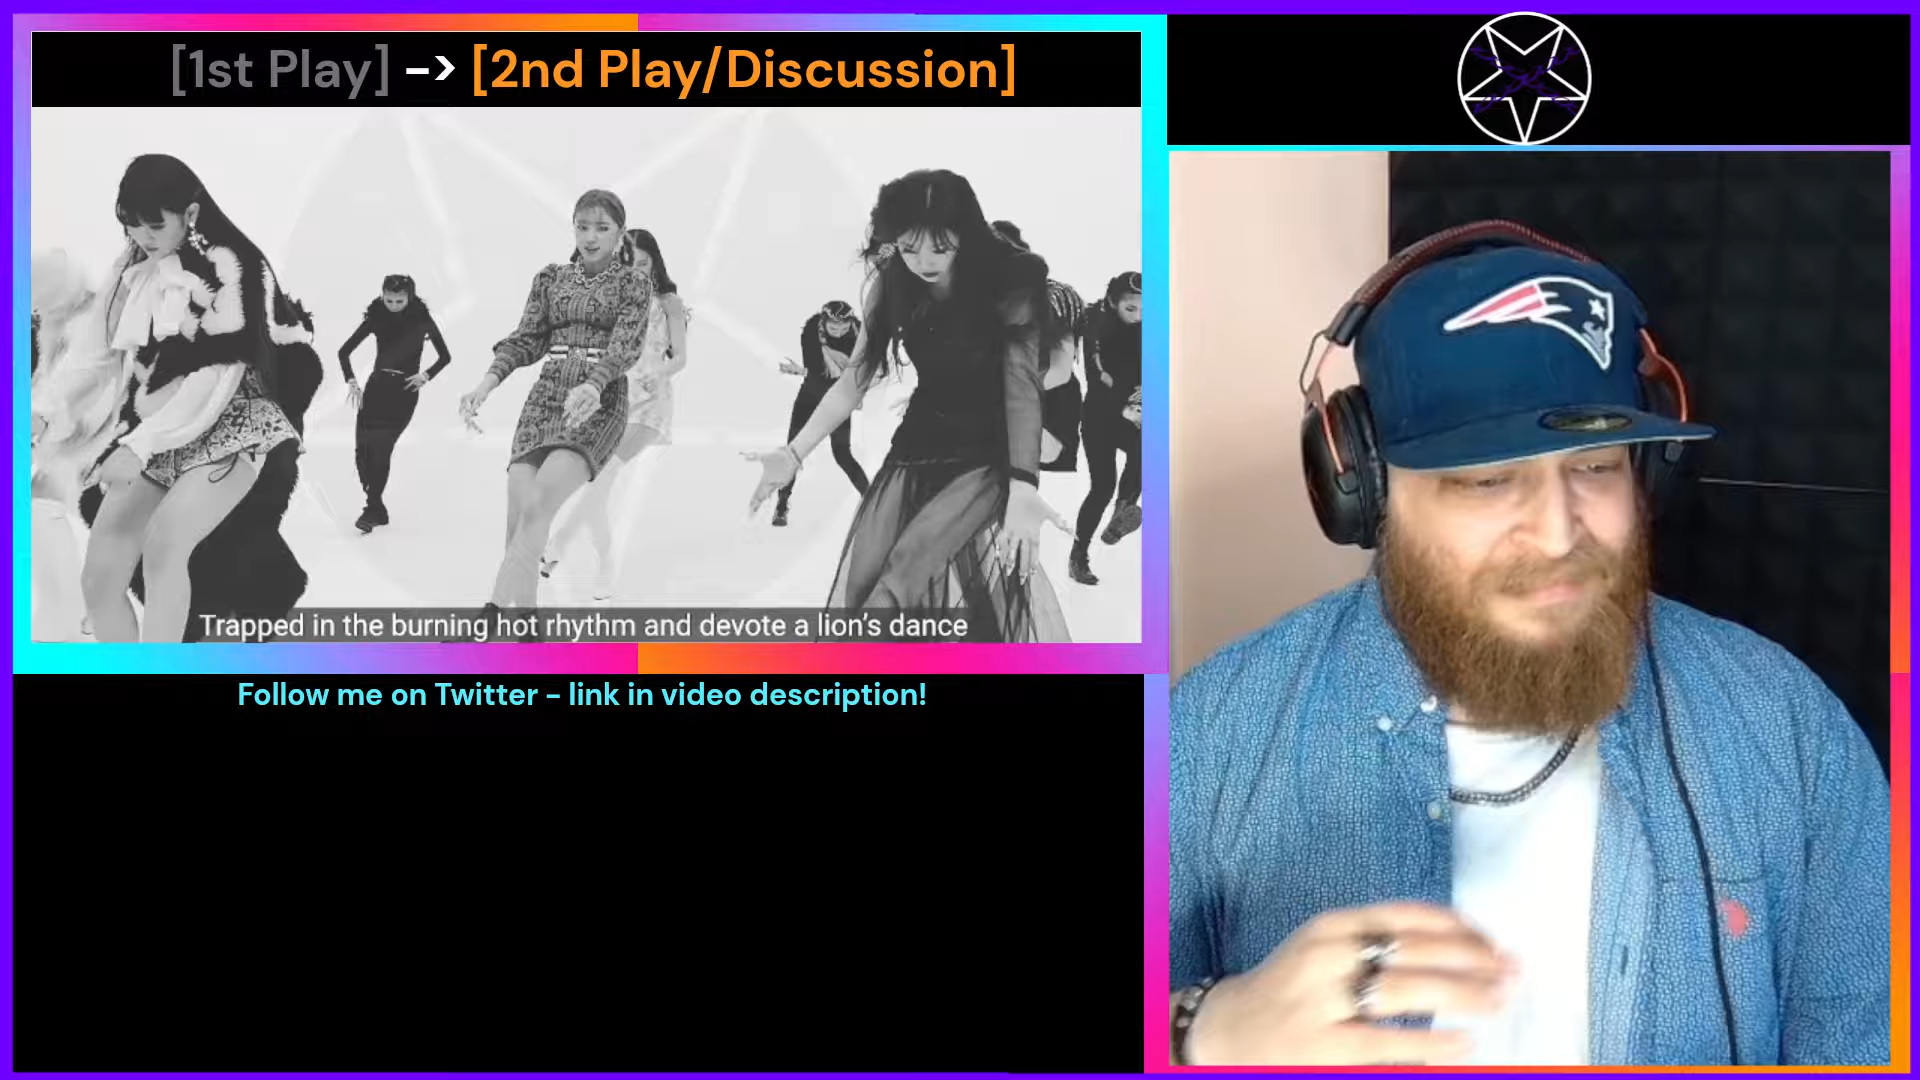 [1st Play] -> [2nd Play/Discussion]
Trapped in the burning hot rhythm and devote a lion's dance
Follow me on Twitter - link in video description!